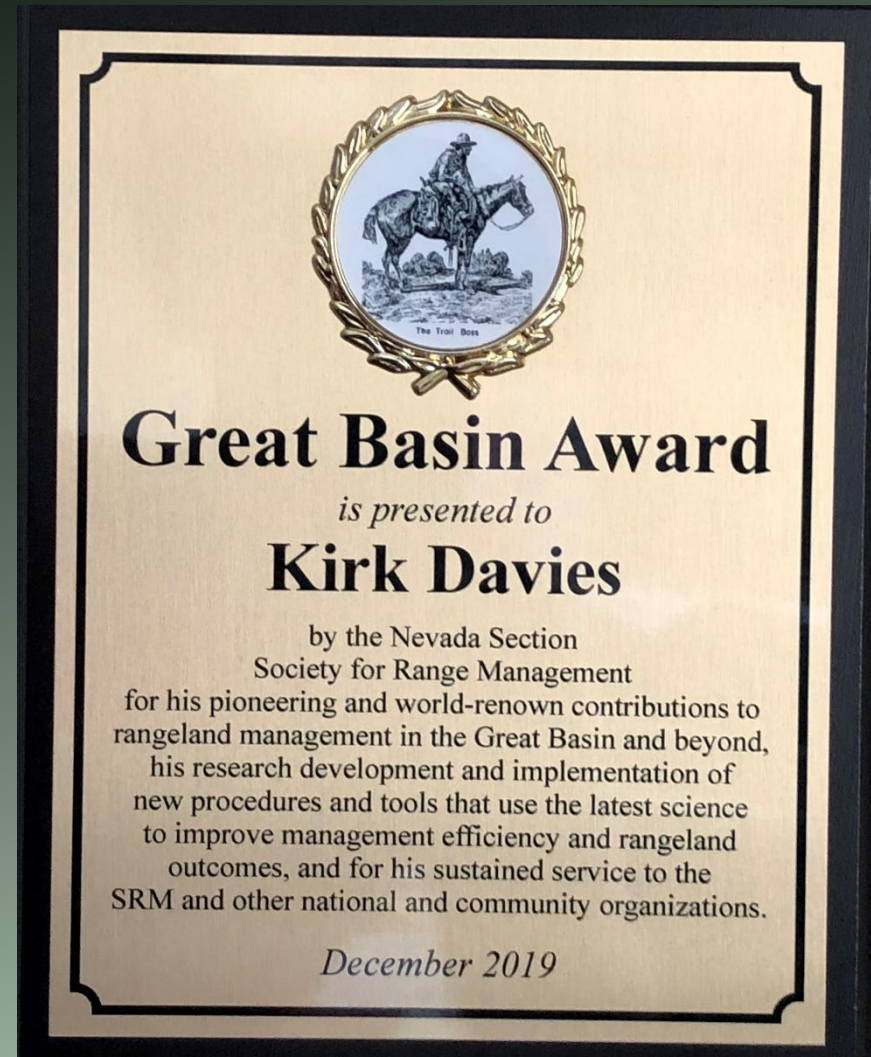 The Trail Boss
Great Basin Award
is presented to
Kirk Davies
by the Nevada Section
Society for Range Management
for his pioneering and world-renown contributions to
rangeland management in the Great Basin and beyond,
his research development and implementation of
new procedures and tools that use the latest science
to improve management efficiency and rangeland
outcomes, and for his sustained service to the
SRM and other national and community organizations.
December 2019